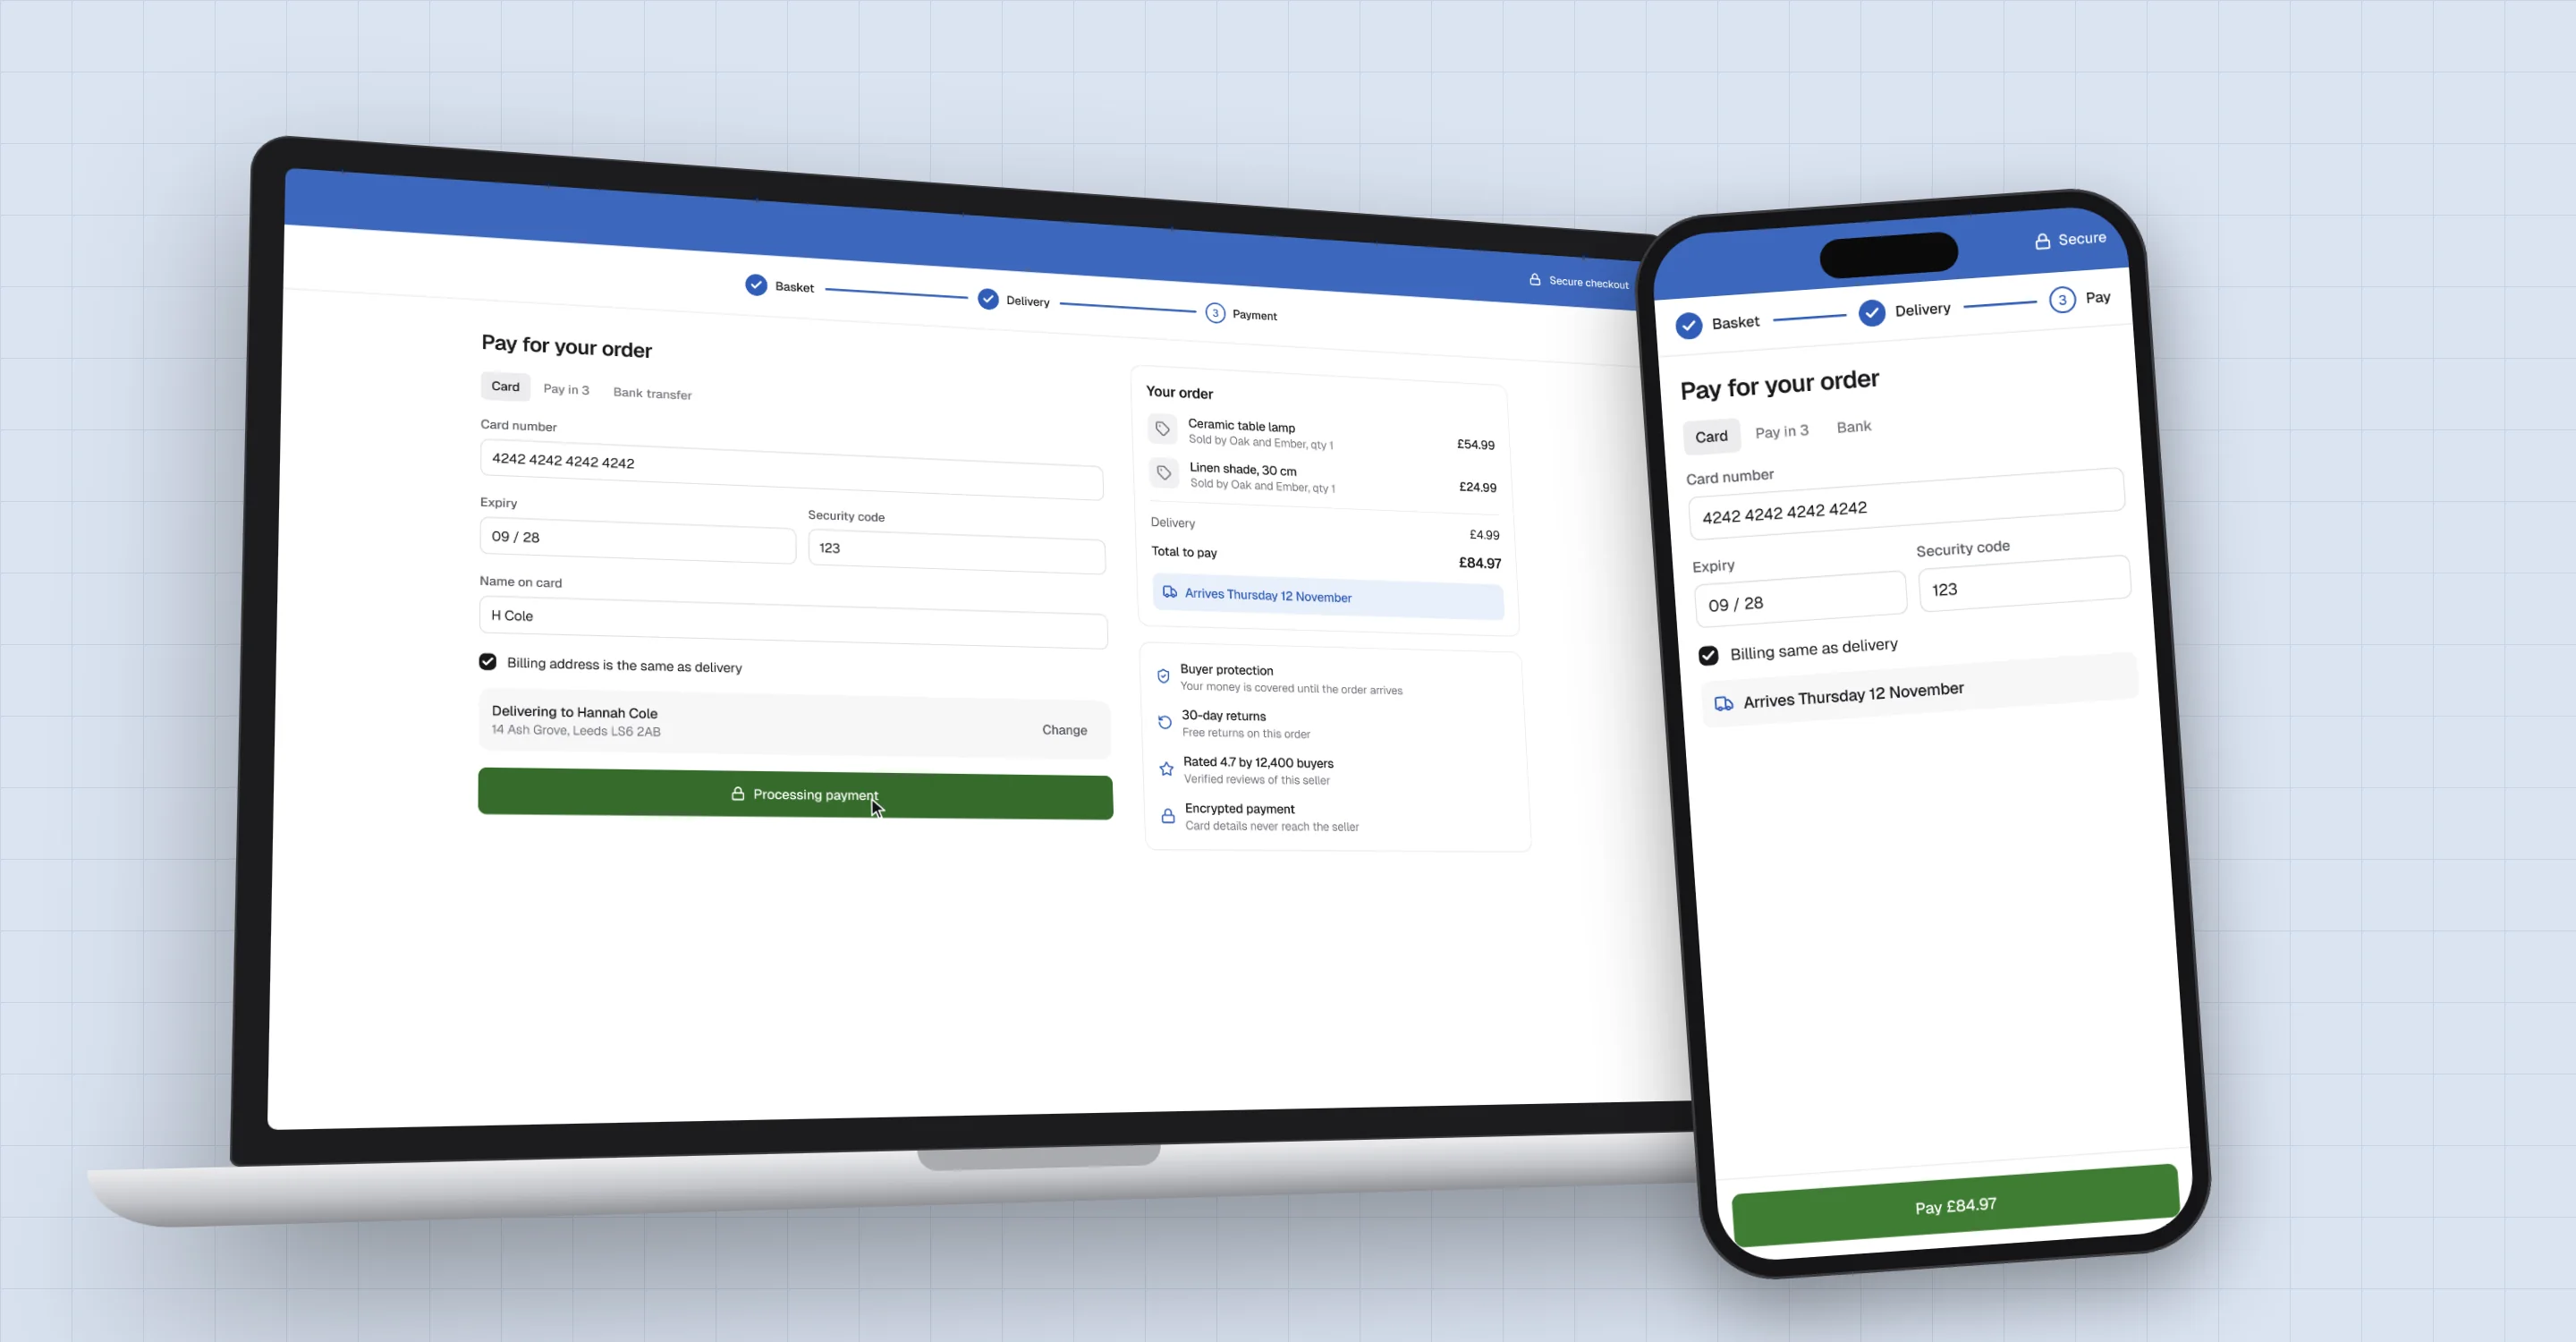 Secure checkout
Basket
Delivery
3
Payment
Pay for your order
Card
Pay in 3
Bank transfer
Card number
4242 4242 4242 4242
Expiry
Security code
09 / 28
123
Name on card
H Cole
Billing address is the same as delivery
Delivering to Hannah Cole
14 Ash Grove, Leeds LS6 2AB
Change
Processing payment
Your order
Ceramic table lamp
Sold by Oak and Ember, qty 1
£54.99
Linen shade, 30 cm
Sold by Oak and Ember, qty 1
£24.99
Delivery
£4.99
Total to pay
£84.97
Arrives Thursday 12 November
Buyer protection
Your money is covered until the order arrives
30-day returns
Free returns on this order
Rated 4.7 by 12,400 buyers
Verified reviews of this seller
Encrypted payment
Card details never reach the seller
Secure
Basket
Delivery
3
Pay
Pay for your order
Card
Pay in 3
Bank
Card number
4242 4242 4242 4242
Expiry
Security code
09 / 28
123
Billing same as delivery
Arrives Thursday 12 November
Pay £84.97